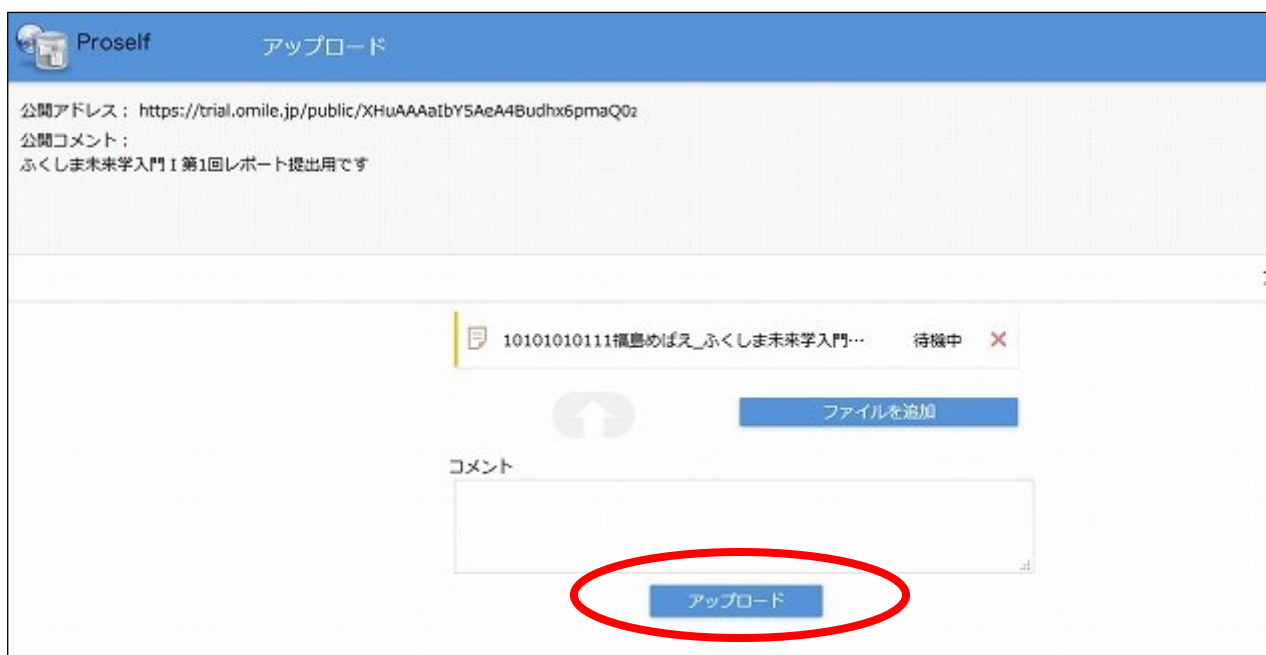 Proself アップロード
公開アドレス： https://trial.omile.jp/public/XHuAAAaIbY5AeA4Budhx6pmaQ0z
公開コメント：
ふくしま未来学入門Ⅰ第1回レポート提出用です
10101010111福島めばえ_ふくしま未来学入門… 待機中
ファイルを追加
コメント
アップロード